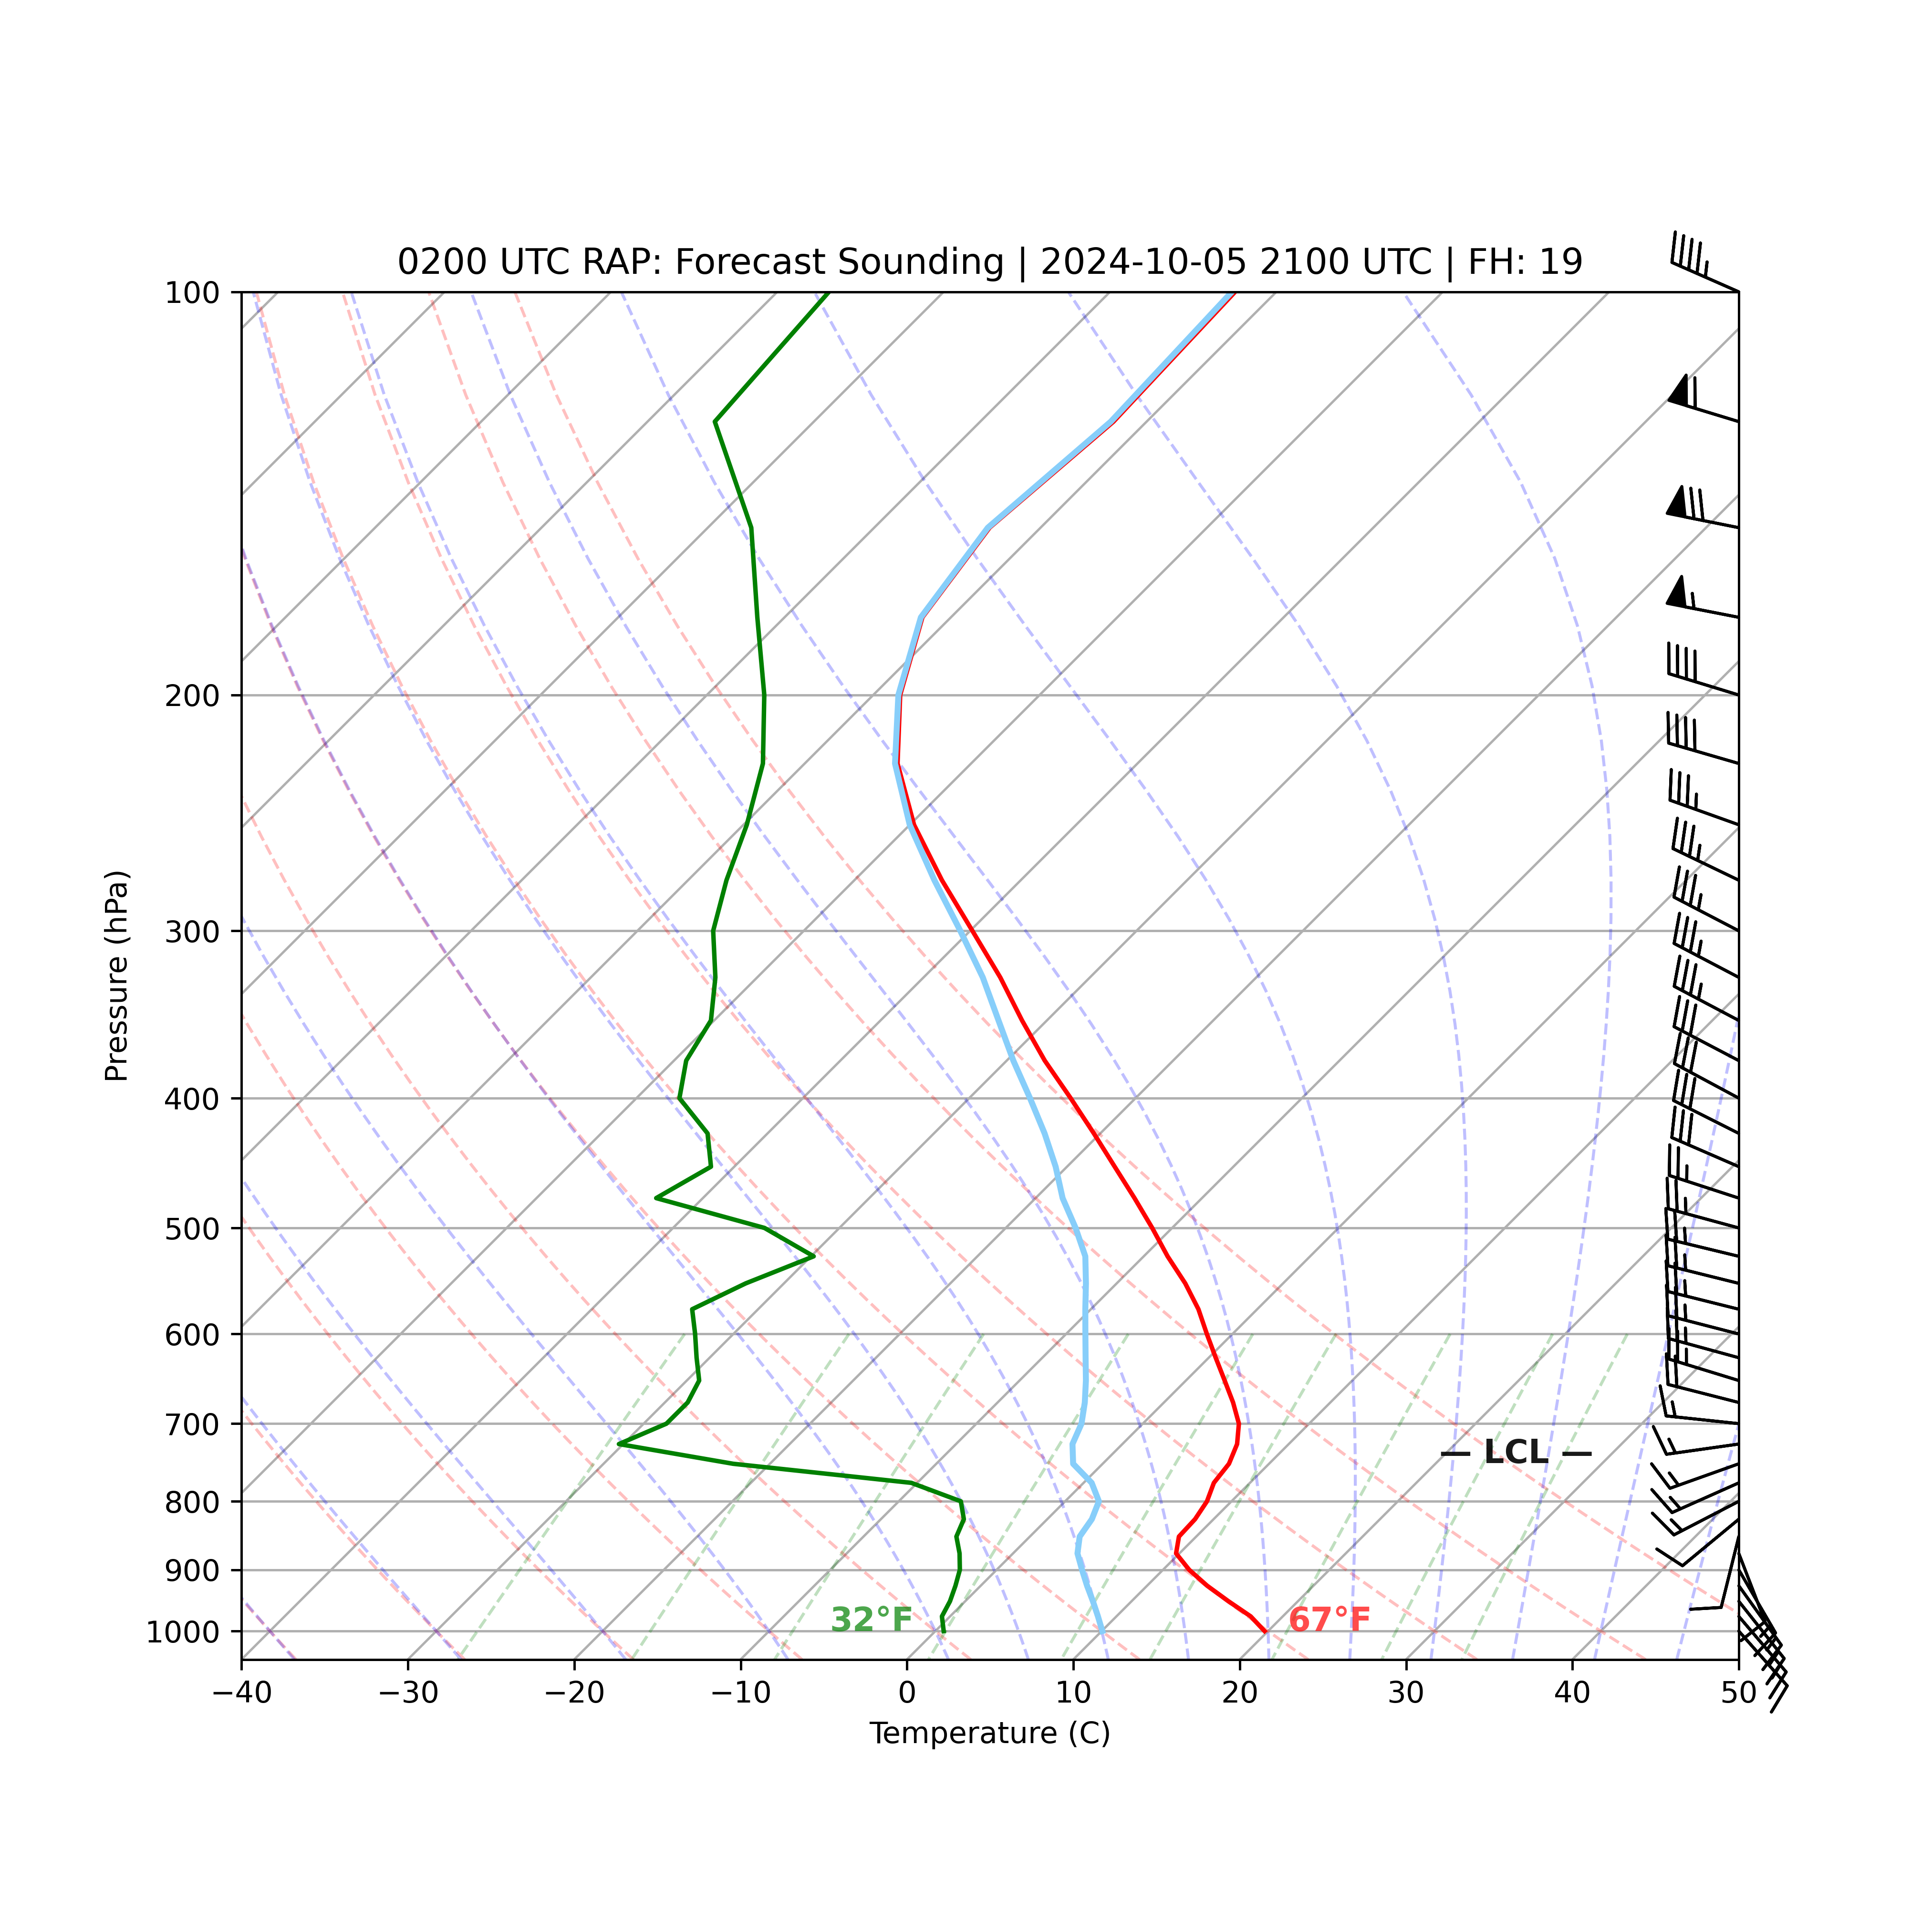 0200 UTC RAP: Forecast Sounding | 2024-10-05 2100 UTC | FH: 19
100
200
300
400
500
600
700
800
900
1000
Pressure (hPa)
— LCL —
32°F
67°F
−40 −30 −20 −10 0 10 20 30 40 50
Temperature (C)